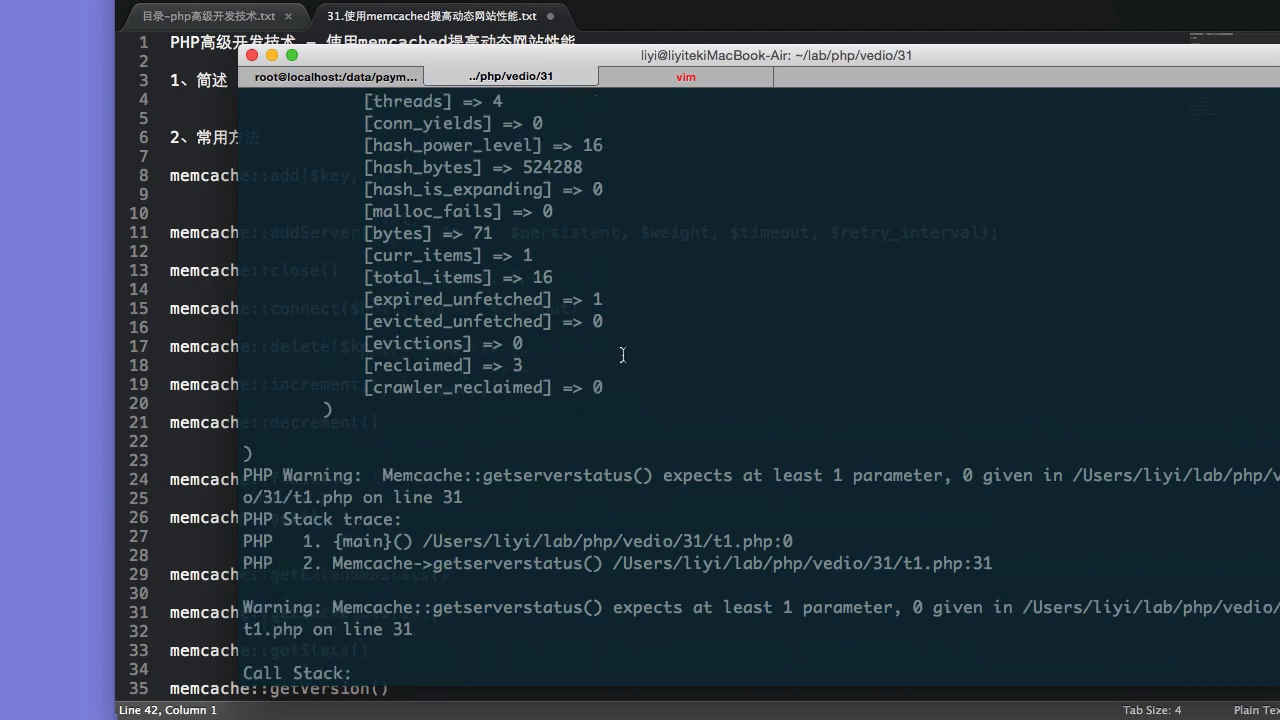 目录-php高级开发技术.txt ×
31.使用memcached提高动态网站性能.txt
1 PHP高级开发技术 - 使用memcached提高动态网站性能
liyi@liyitekiMacBook-Air: ~/lab/php/vedio/31
root@localhost:/data/paym...
../php/vedio/31
vim
2
3 1、简述
4
5
6 2、常用方法
7
8 memcache::add($key,
9
10
11 memcache::addServer( $persistent, $weight, $timeout, $retry_interval);
12
13 memcache::close()
14
15 memcache::connect($
16
17 memcache::delete($k
18
19 memcache::increment
20
21 memcache::decrement()
22
23
24 memcach
25
26 memcach
27
28
29 memcach
30
31 memcach
32
33 memcache::getStats()
34
35 memcache::getVersion()
[threads] => 4
[conn_yields] => 0
[hash_power_level] => 16
[hash_bytes] => 524288
[hash_is_expanding] => 0
[malloc_fails] => 0
[bytes] => 71
[curr_items] => 1
[total_items] => 16
[expired_unfetched] => 1
[evicted_unfetched] => 0
[evictions] => 0
[reclaimed] => 3
[crawler_reclaimed] => 0
)
)
PHP Warning:  Memcache::getserverstatus() expects at least 1 parameter, 0 given in /Users/liyi/lab/php/v
o/31/t1.php on line 31
PHP Stack trace:
PHP   1. {main}() /Users/liyi/lab/php/vedio/31/t1.php:0
PHP   2. Memcache->getserverstatus() /Users/liyi/lab/php/vedio/31/t1.php:31
Warning: Memcache::getserverstatus() expects at least 1 parameter, 0 given in /Users/liyi/lab/php/vedio/
t1.php on line 31
Call Stack:
Line 42, Column 1
Tab Size: 4
Plain Te